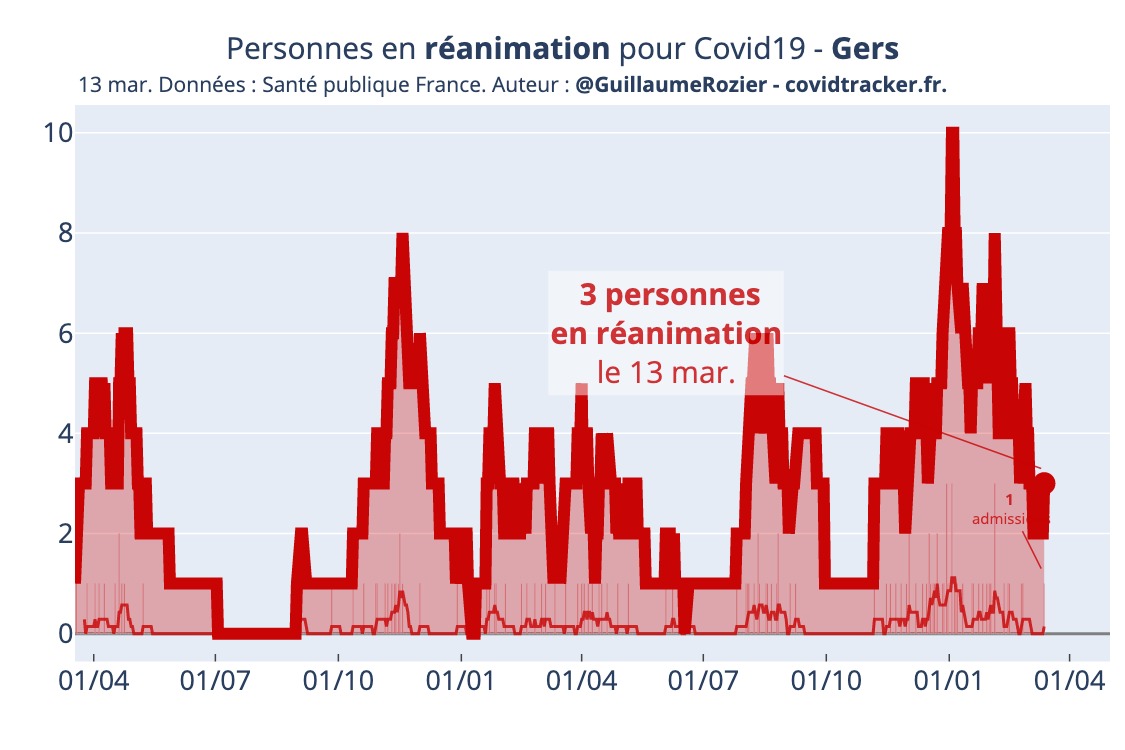 Personnes en réanimation pour Covid19 - Gers
13 mar. Données : Santé publique France. Auteur : @GuillaumeRozier - covidtracker.fr.
10
8
6
4
2
0
3 personnes
en réanimation
le 13 mar.
1
01/04 01/07 01/10 01/01 01/04 01/07 01/10 01/01 01/04